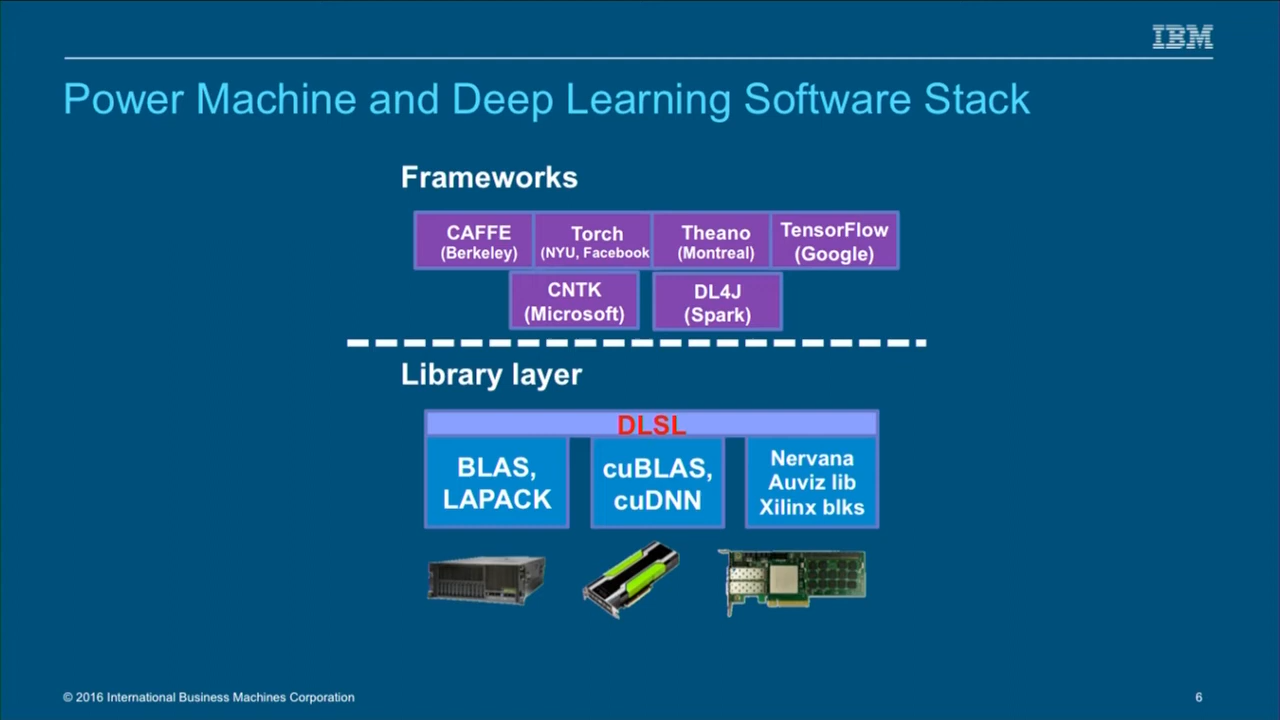 IBM
Power Machine and Deep Learning Software Stack
Frameworks
CAFFE
(Berkeley)
Torch
(NYU, Facebook
Theano
(Montreal)
TensorFlow
(Google)
CNTK
(Microsoft)
DL4J
(Spark)
Library layer
DLSL
BLAS,
LAPACK
cuBLAS,
cuDNN
Nervana
Auviz lib
Xilinx blks
© 2016 International Business Machines Corporation
6